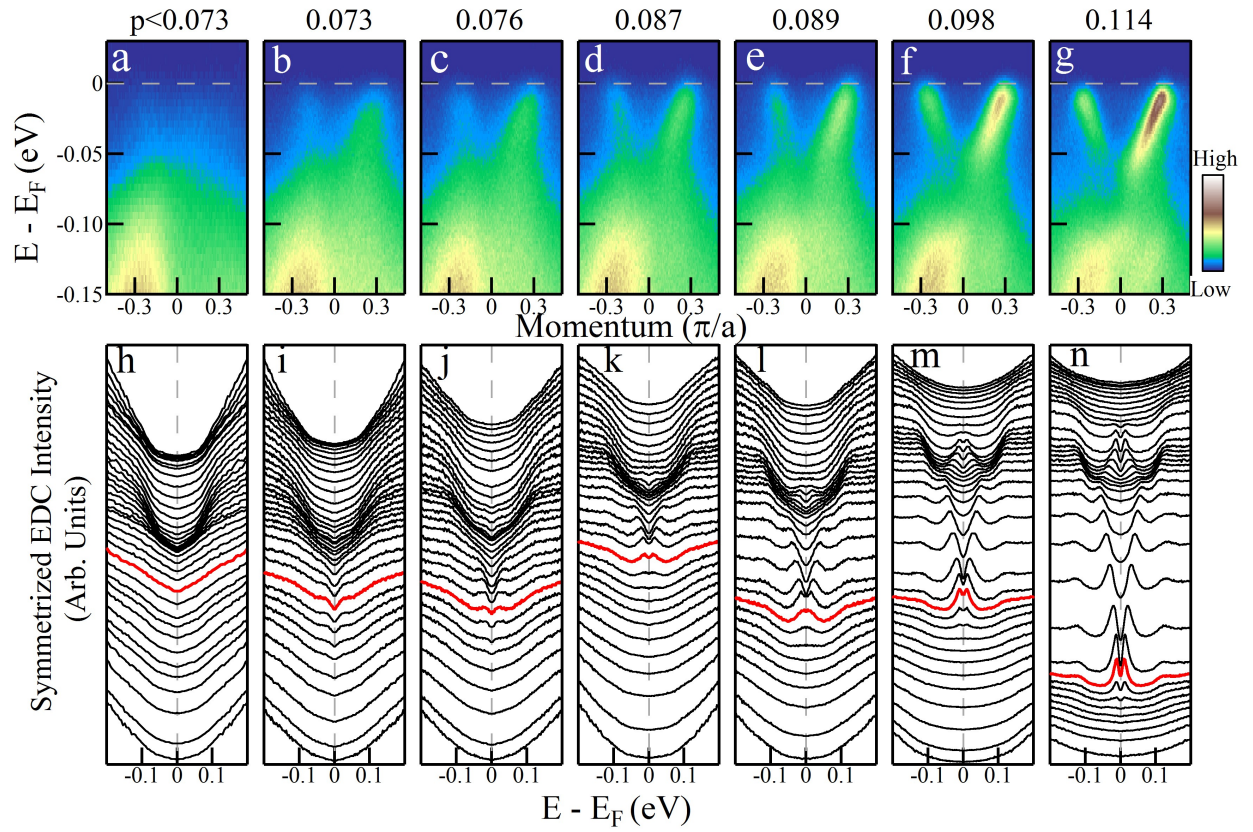 p<0.073 0.073 0.076 0.087 0.089 0.098 0.114
a b c d e f g
0
-0.05
-0.10
-0.15
E - E_F (eV)
High
Low
-0.3 0 0.3 -0.3 0 0.3 -0.3 0 0.3 -0.3 0 0.3 -0.3 0 0.3 -0.3 0 0.3 -0.3 0 0.3
Momentum (π/a)
h i j k l m n
Symmetrized EDC Intensity
(Arb. Units)
-0.1 0 0.1 -0.1 0 0.1 -0.1 0 0.1 -0.1 0 0.1 -0.1 0 0.1 -0.1 0 0.1 -0.1 0 0.1
E - E_F (eV)